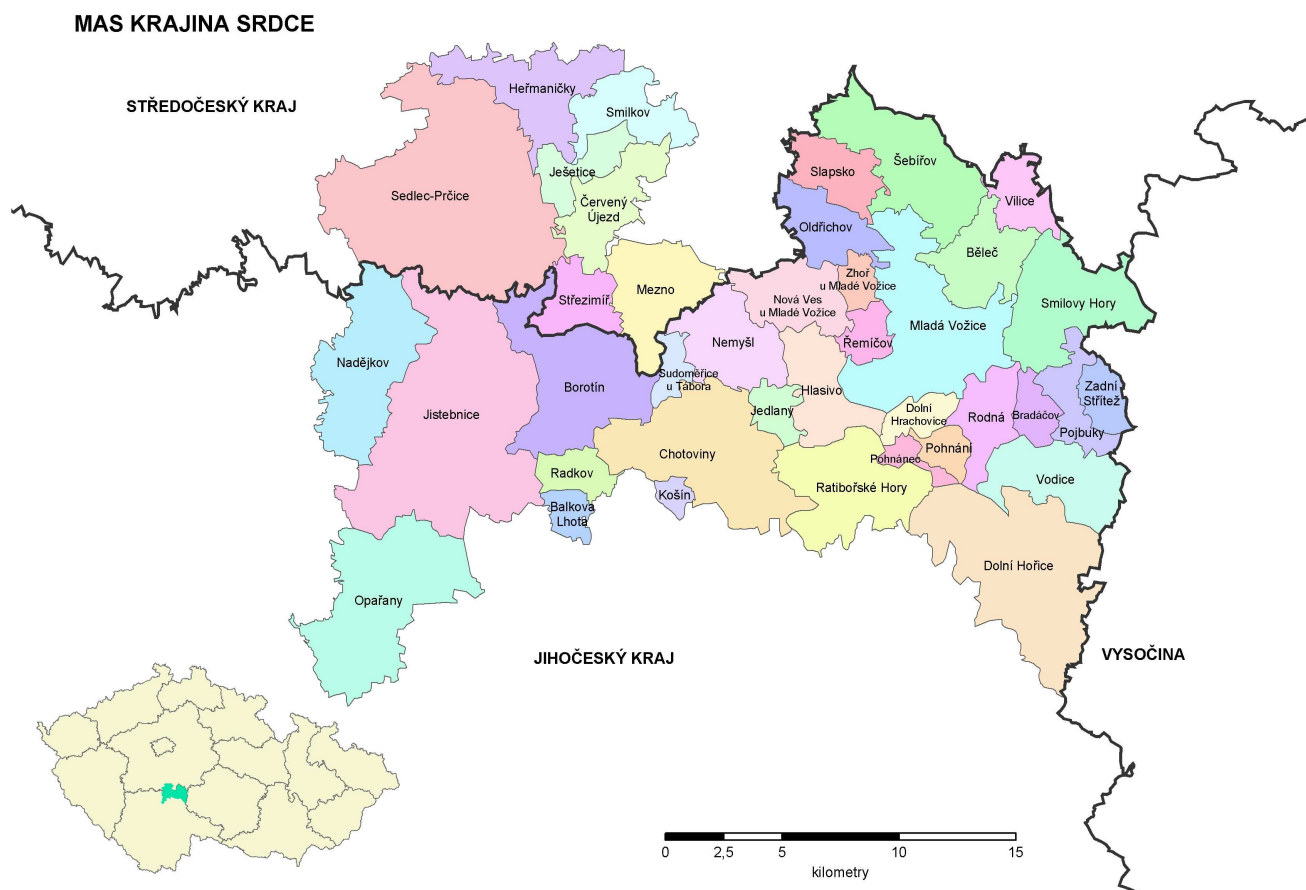 MAS KRAJINA SRDCE
STŘEDOČESKÝ KRAJ
Heřmaničky
Smilkov
Ješetice
Sedlec-Prčice
Červený
Újezd
Šebířov
Slapsko
Vilice
Oldřichov
Běleč
Zhoř
u Mladé Vožice
Mezno
Střezimíř
Nová Ves
u Mladé Vožice
Smilovy Hory
Mladá Vožice
Nemyšl
Řemíčov
Nadějkov
Sudoměřice
u Tábora
Borotín
Hlasivo
Zadní
Střítež
Jistebnice
Jedlany
Dolní
Hrachovice
Rodná
Bradáčov
Pojbuky
Chotoviny
Pohnánec
Pohnání
Radkov
Ratibořské Hory
Vodice
Košín
Balkova
Lhota
Dolní Hořice
Opařany
JIHOČESKÝ KRAJ
VYSOČINA
0 2,5 5 10 15
kilometry